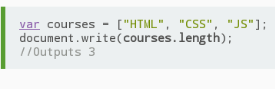 var courses = ["HTML", "CSS", "JS"];
document.write(courses.length);
//Outputs 3